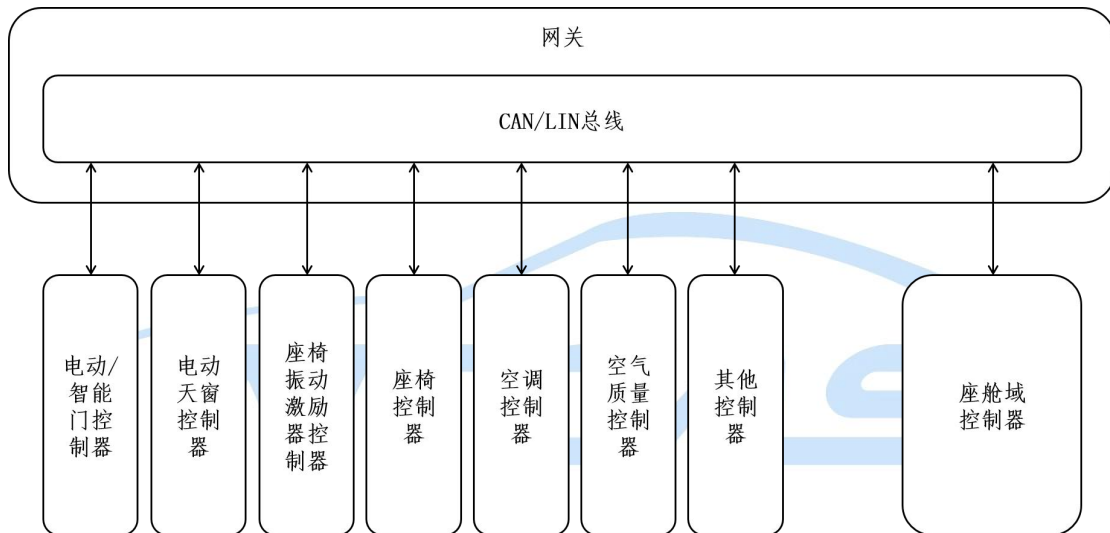 网关
CAN/LIN总线
电动/
智能
门控
制器
电动
天窗
控制
器
座椅
振动
激励
器控
制器
座椅
控制
器
空调
控制
器
空气
质量
控制
器
其他
控制
器
座舱域
控制器